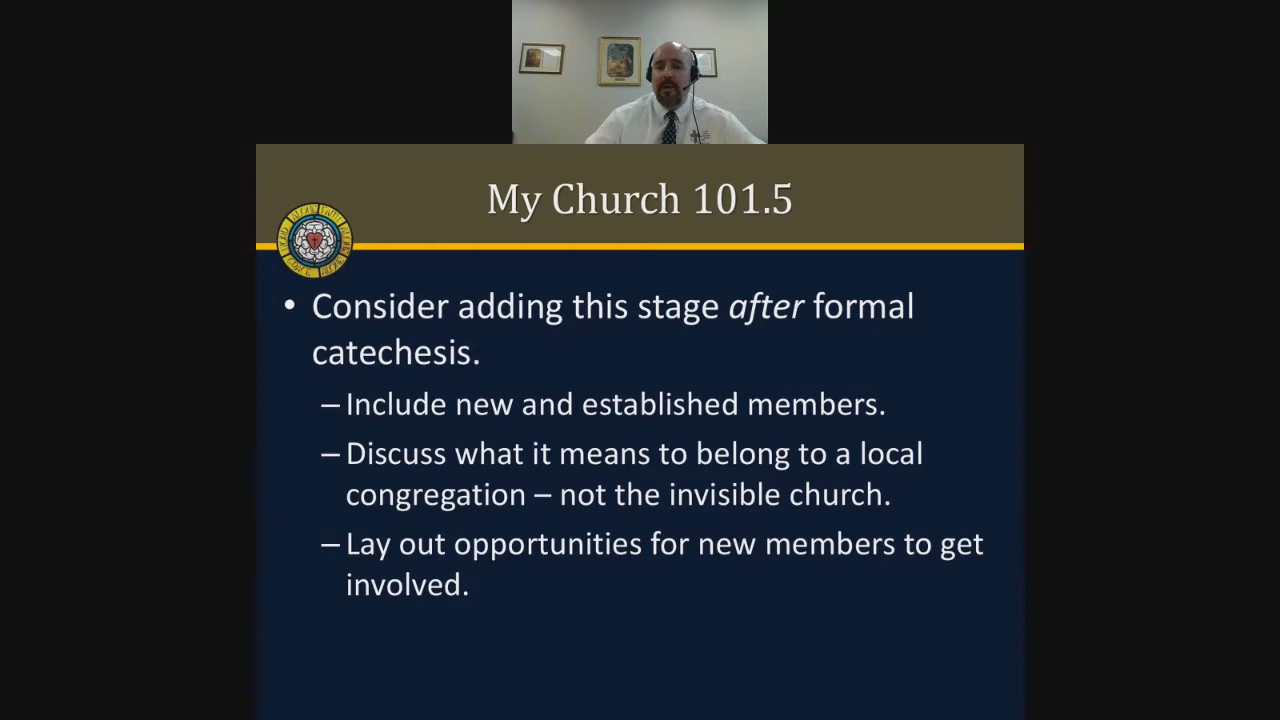 My Church 101.5
• Consider adding this stage after formal
catechesis.
– Include new and established members.
– Discuss what it means to belong to a local
congregation – not the invisible church.
– Lay out opportunities for new members to get
involved.